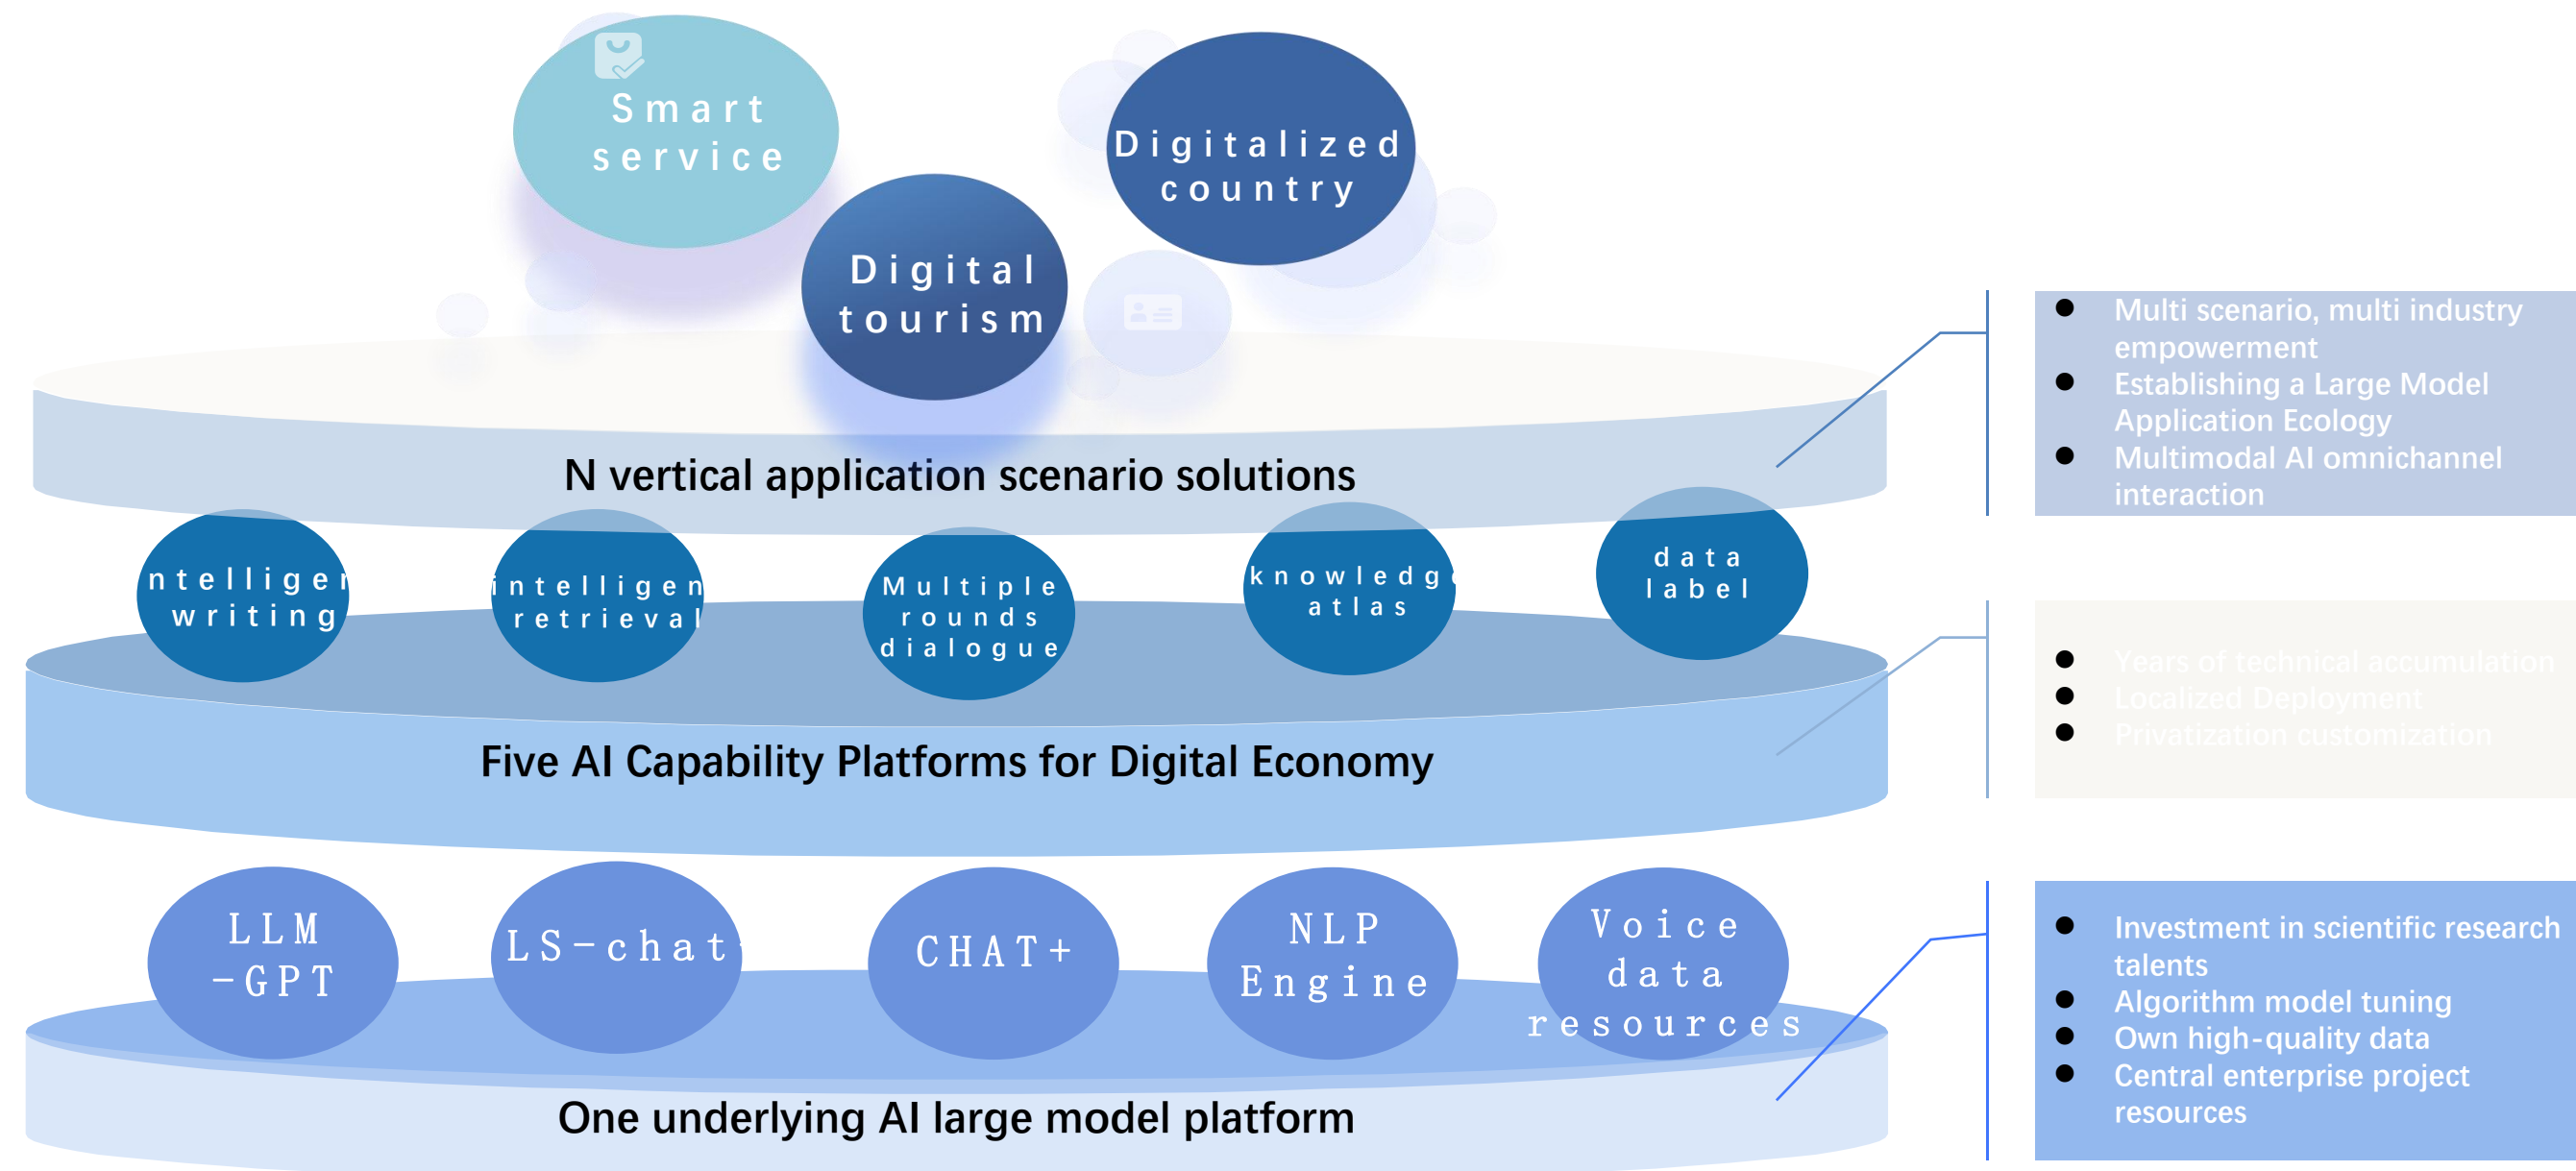 Smart
service
Digitalized
country
Digital
tourism
Multi scenario, multi industry
empowerment
Establishing a Large Model
Application Ecology
Multimodal AI omnichannel
interaction
N vertical application scenario solutions
ntelligen
writing
intelligen
retrieval
Multiple
rounds
dialogue
knowledge
atlas
data
label
Years of technical accumulation
Localized Deployment
Privatization customization
Five AI Capability Platforms for Digital Economy
LLM
-GPT
LS-chat
CHAT+
NLP
Engine
Voice
data
resources
Investment in scientific research
talents
Algorithm model tuning
Own high-quality data
Central enterprise project
resources
One underlying AI large model platform